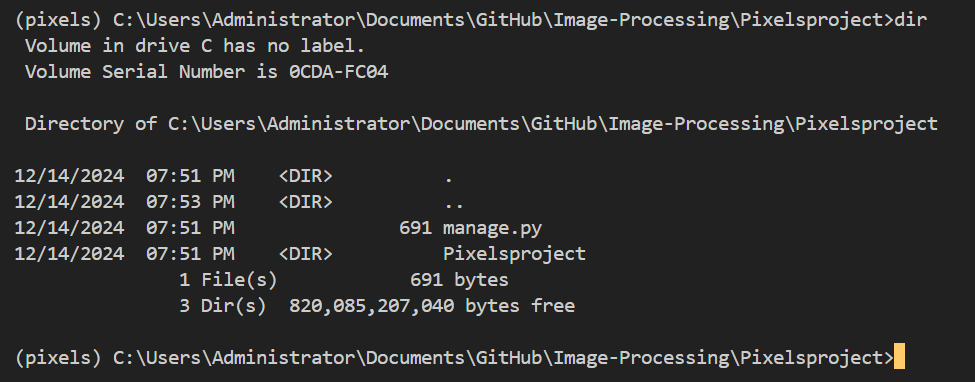 (pixels) C:\Users\Administrator\Documents\GitHub\Image-Processing\Pixelsproject>dir
 Volume in drive C has no label.
 Volume Serial Number is 0CDA-FC04

 Directory of C:\Users\Administrator\Documents\GitHub\Image-Processing\Pixelsproject

12/14/2024  07:51 PM    <DIR>          .
12/14/2024  07:53 PM    <DIR>          ..
12/14/2024  07:51 PM               691 manage.py
12/14/2024  07:51 PM    <DIR>          Pixelsproject
               1 File(s)            691 bytes
               3 Dir(s)  820,085,207,040 bytes free

(pixels) C:\Users\Administrator\Documents\GitHub\Image-Processing\Pixelsproject>